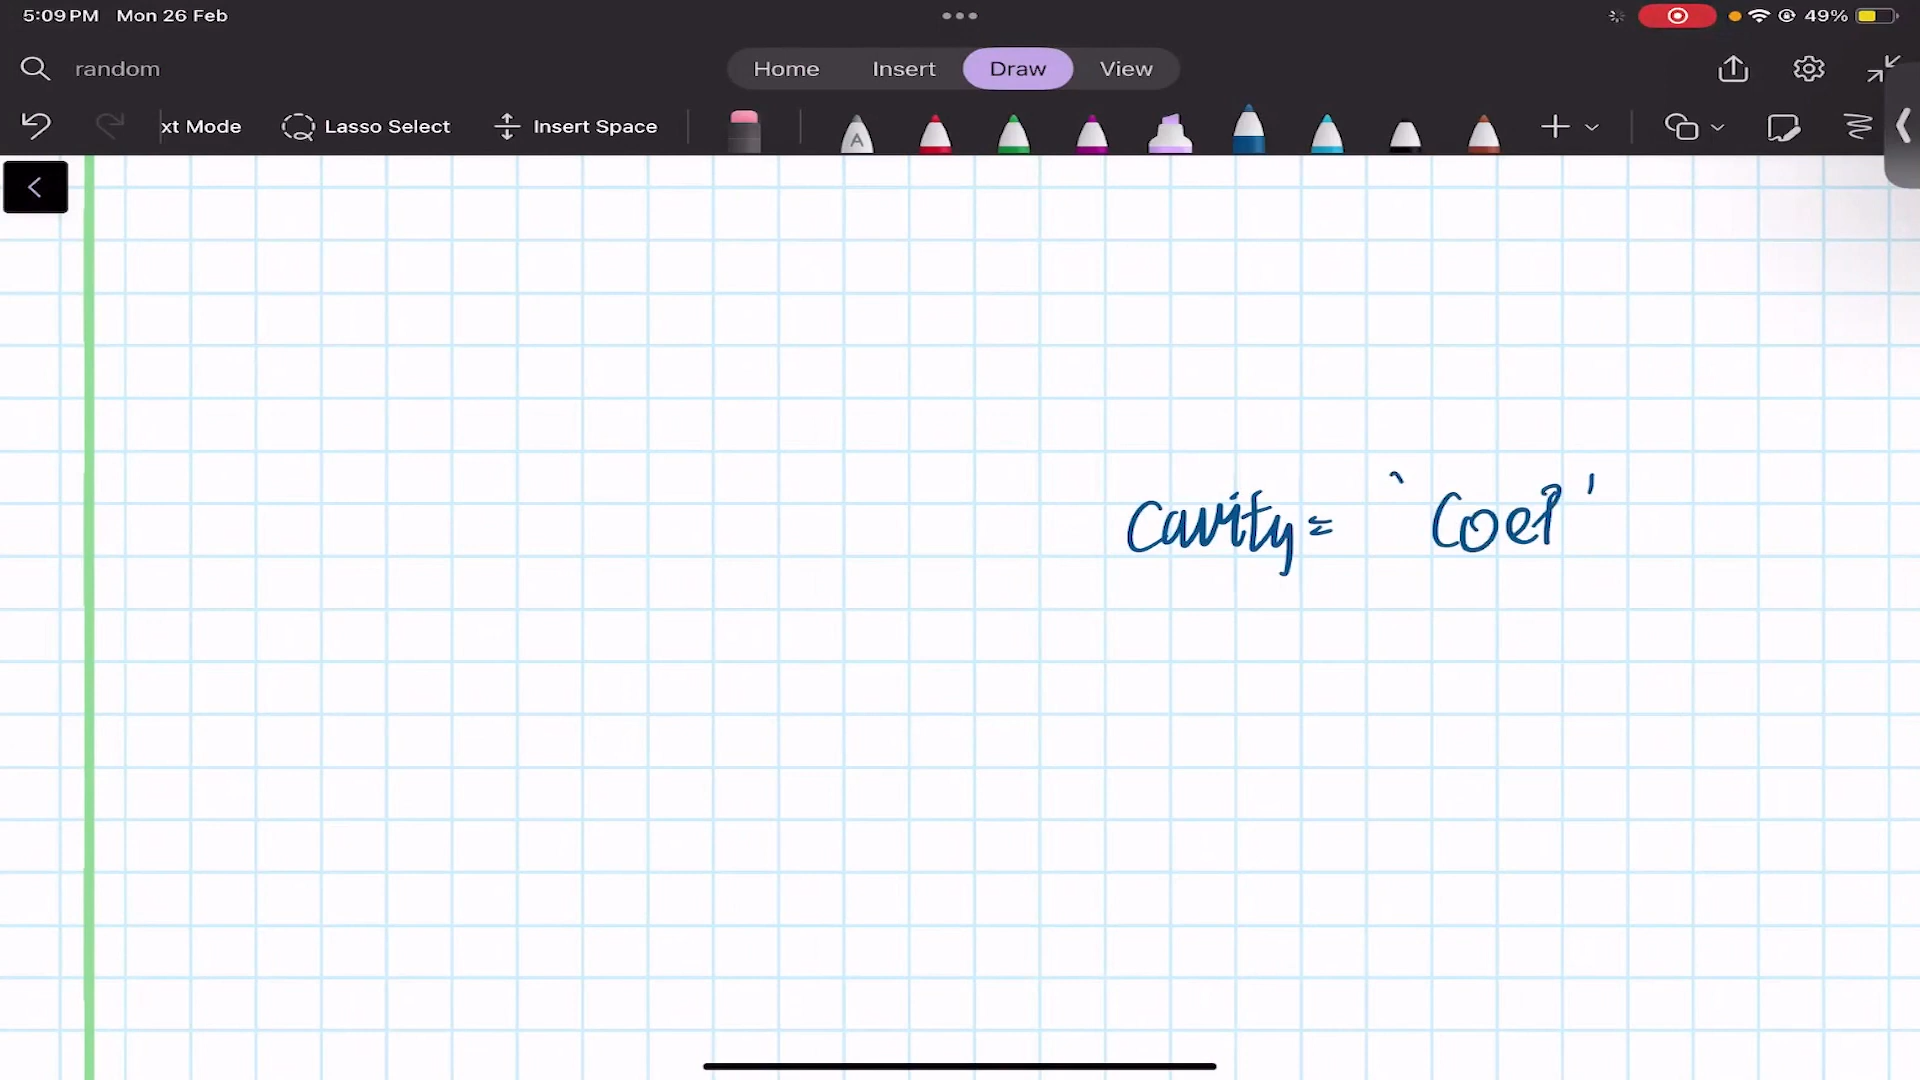 5:09 PM Mon 26 Feb
49%
random
Home Insert Draw View
xt Mode Lasso Select Insert Space
A
Cavity = ` Coel '